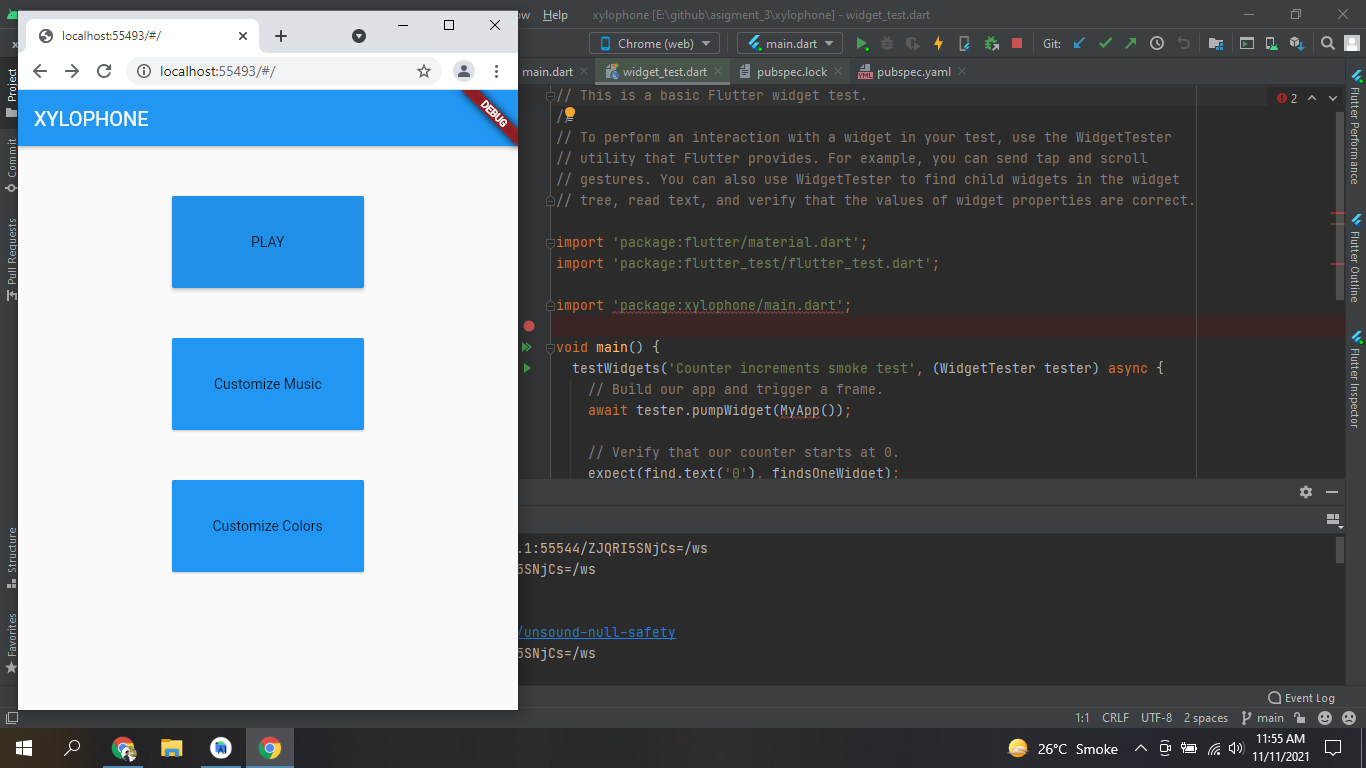 localhost:55493/#/
localhost:55493/#/
XYLOPHONE
DEBUG
PLAY
Customize Music
Customize Colors
Help
xylophone [E:\github\asigment_3\xylophone] - widget_test.dart
Chrome (web)
main.dart
Git:
main.dart
widget_test.dart
pubspec.lock
pubspec.yaml
Project
Commit
Pull Requests
Structure
Favorites
// This is a basic Flutter widget test.
//
// To perform an interaction with a widget in your test, use the WidgetTester
// utility that Flutter provides. For example, you can send tap and scroll
// gestures. You can also use WidgetTester to find child widgets in the widget
// tree, read text, and verify that the values of widget properties are correct.
import 'package:flutter/material.dart';
import 'package:flutter_test/flutter_test.dart';
import 'package:xylophone/main.dart';
void main() {
testWidgets('Counter increments smoke test', (WidgetTester tester) async {
// Build our app and trigger a frame.
await tester.pumpWidget(MyApp());
// Verify that our counter starts at 0.
expect(find.text('0'), findsOneWidget);
2
Flutter Performance
Flutter Outline
Flutter Inspector
.1:55544/ZJQRI5SNjCs=/ws
5SNjCs=/ws
/unsound-null-safety
5SNjCs=/ws
Event Log
1:1 CRLF UTF-8 2 spaces main
26°C Smoke
11:55 AM
11/11/2021